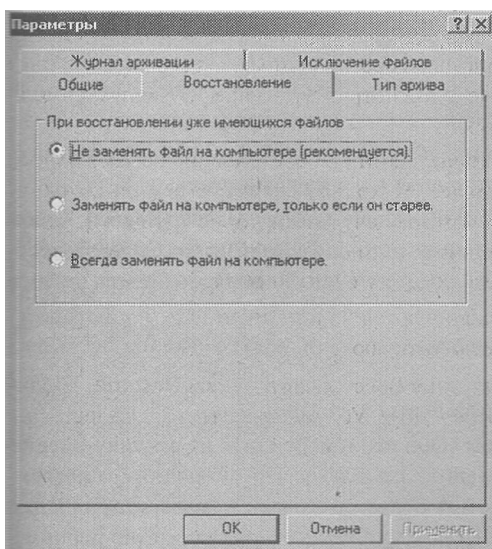 Параметры
Журнал архивации
Исключение файлов
Общие
Восстановление
Тип архива
При восстановлении уже имеющихся файлов
Не заменять файл на компьютере (рекомендуется).
Заменять файл на компьютере, только если он старее.
Всегда заменять файл на компьютере.
OK
Отмена
Применить